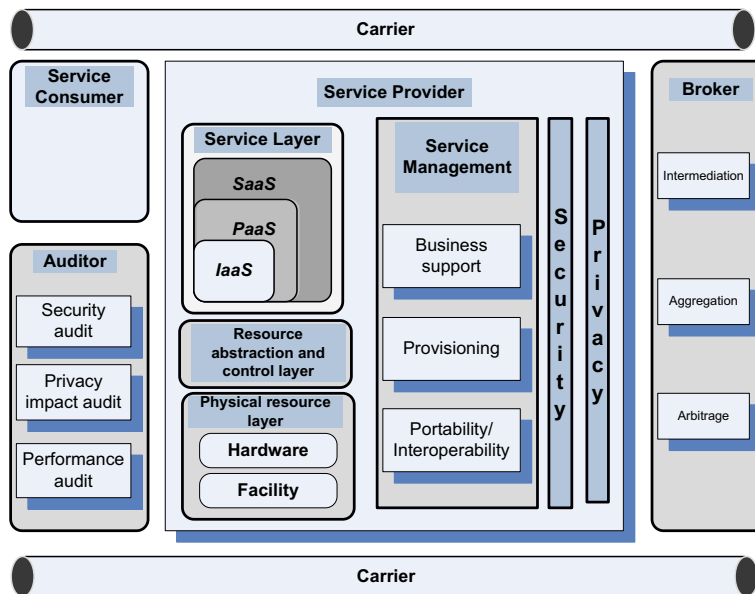 Carrier
Service
Consumer
Auditor
Security
audit
Privacy
impact audit
Performance
audit
Service Provider
Service Layer
SaaS
PaaS
IaaS
Resource
abstraction and
control layer
Physical resource
layer
Hardware
Facility
Service
Management
Business
support
Provisioning
Portability/
Interoperability
Security
Privacy
Broker
Intermediation
Aggregation
Arbitrage
Carrier